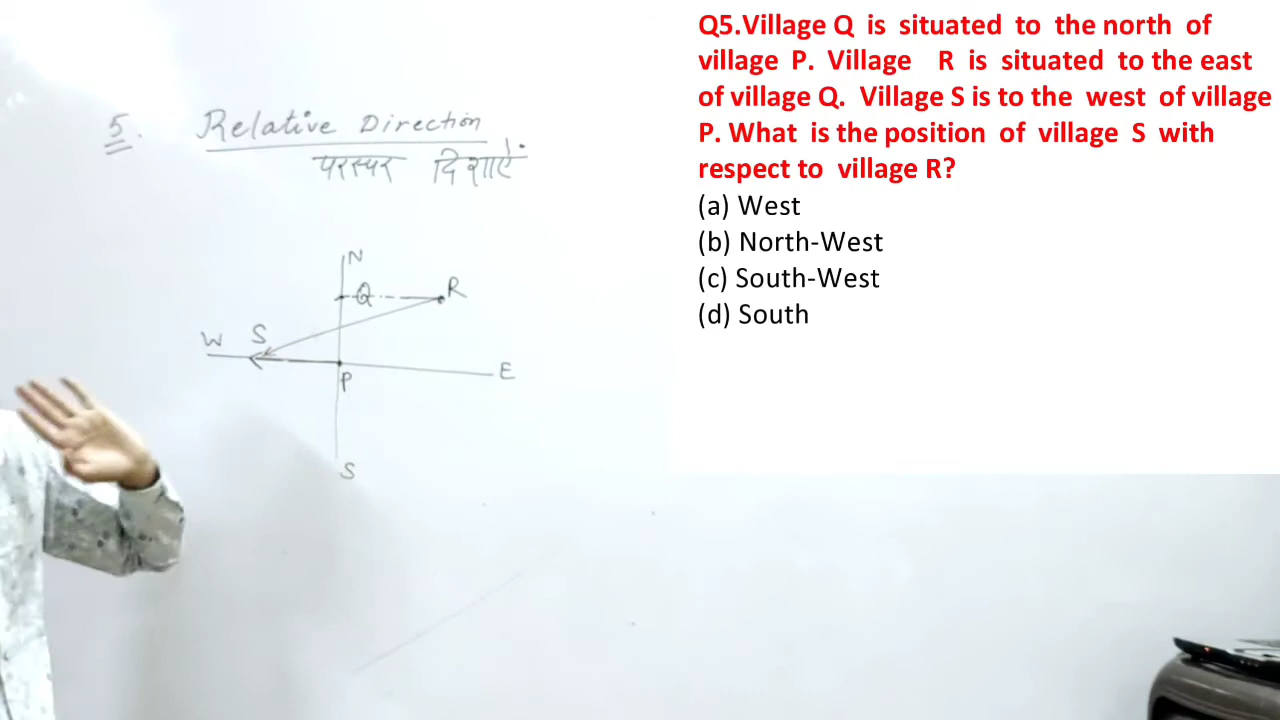 5. Relative Direction
परस्पर दिशाएं
N
Q R
W S
P E
S
Q5.Village Q is situated to the north of
village P. Village R is situated to the east
of village Q. Village S is to the west of village
P. What is the position of village S with
respect to village R?
(a) West
(b) North-West
(c) South-West
(d) South